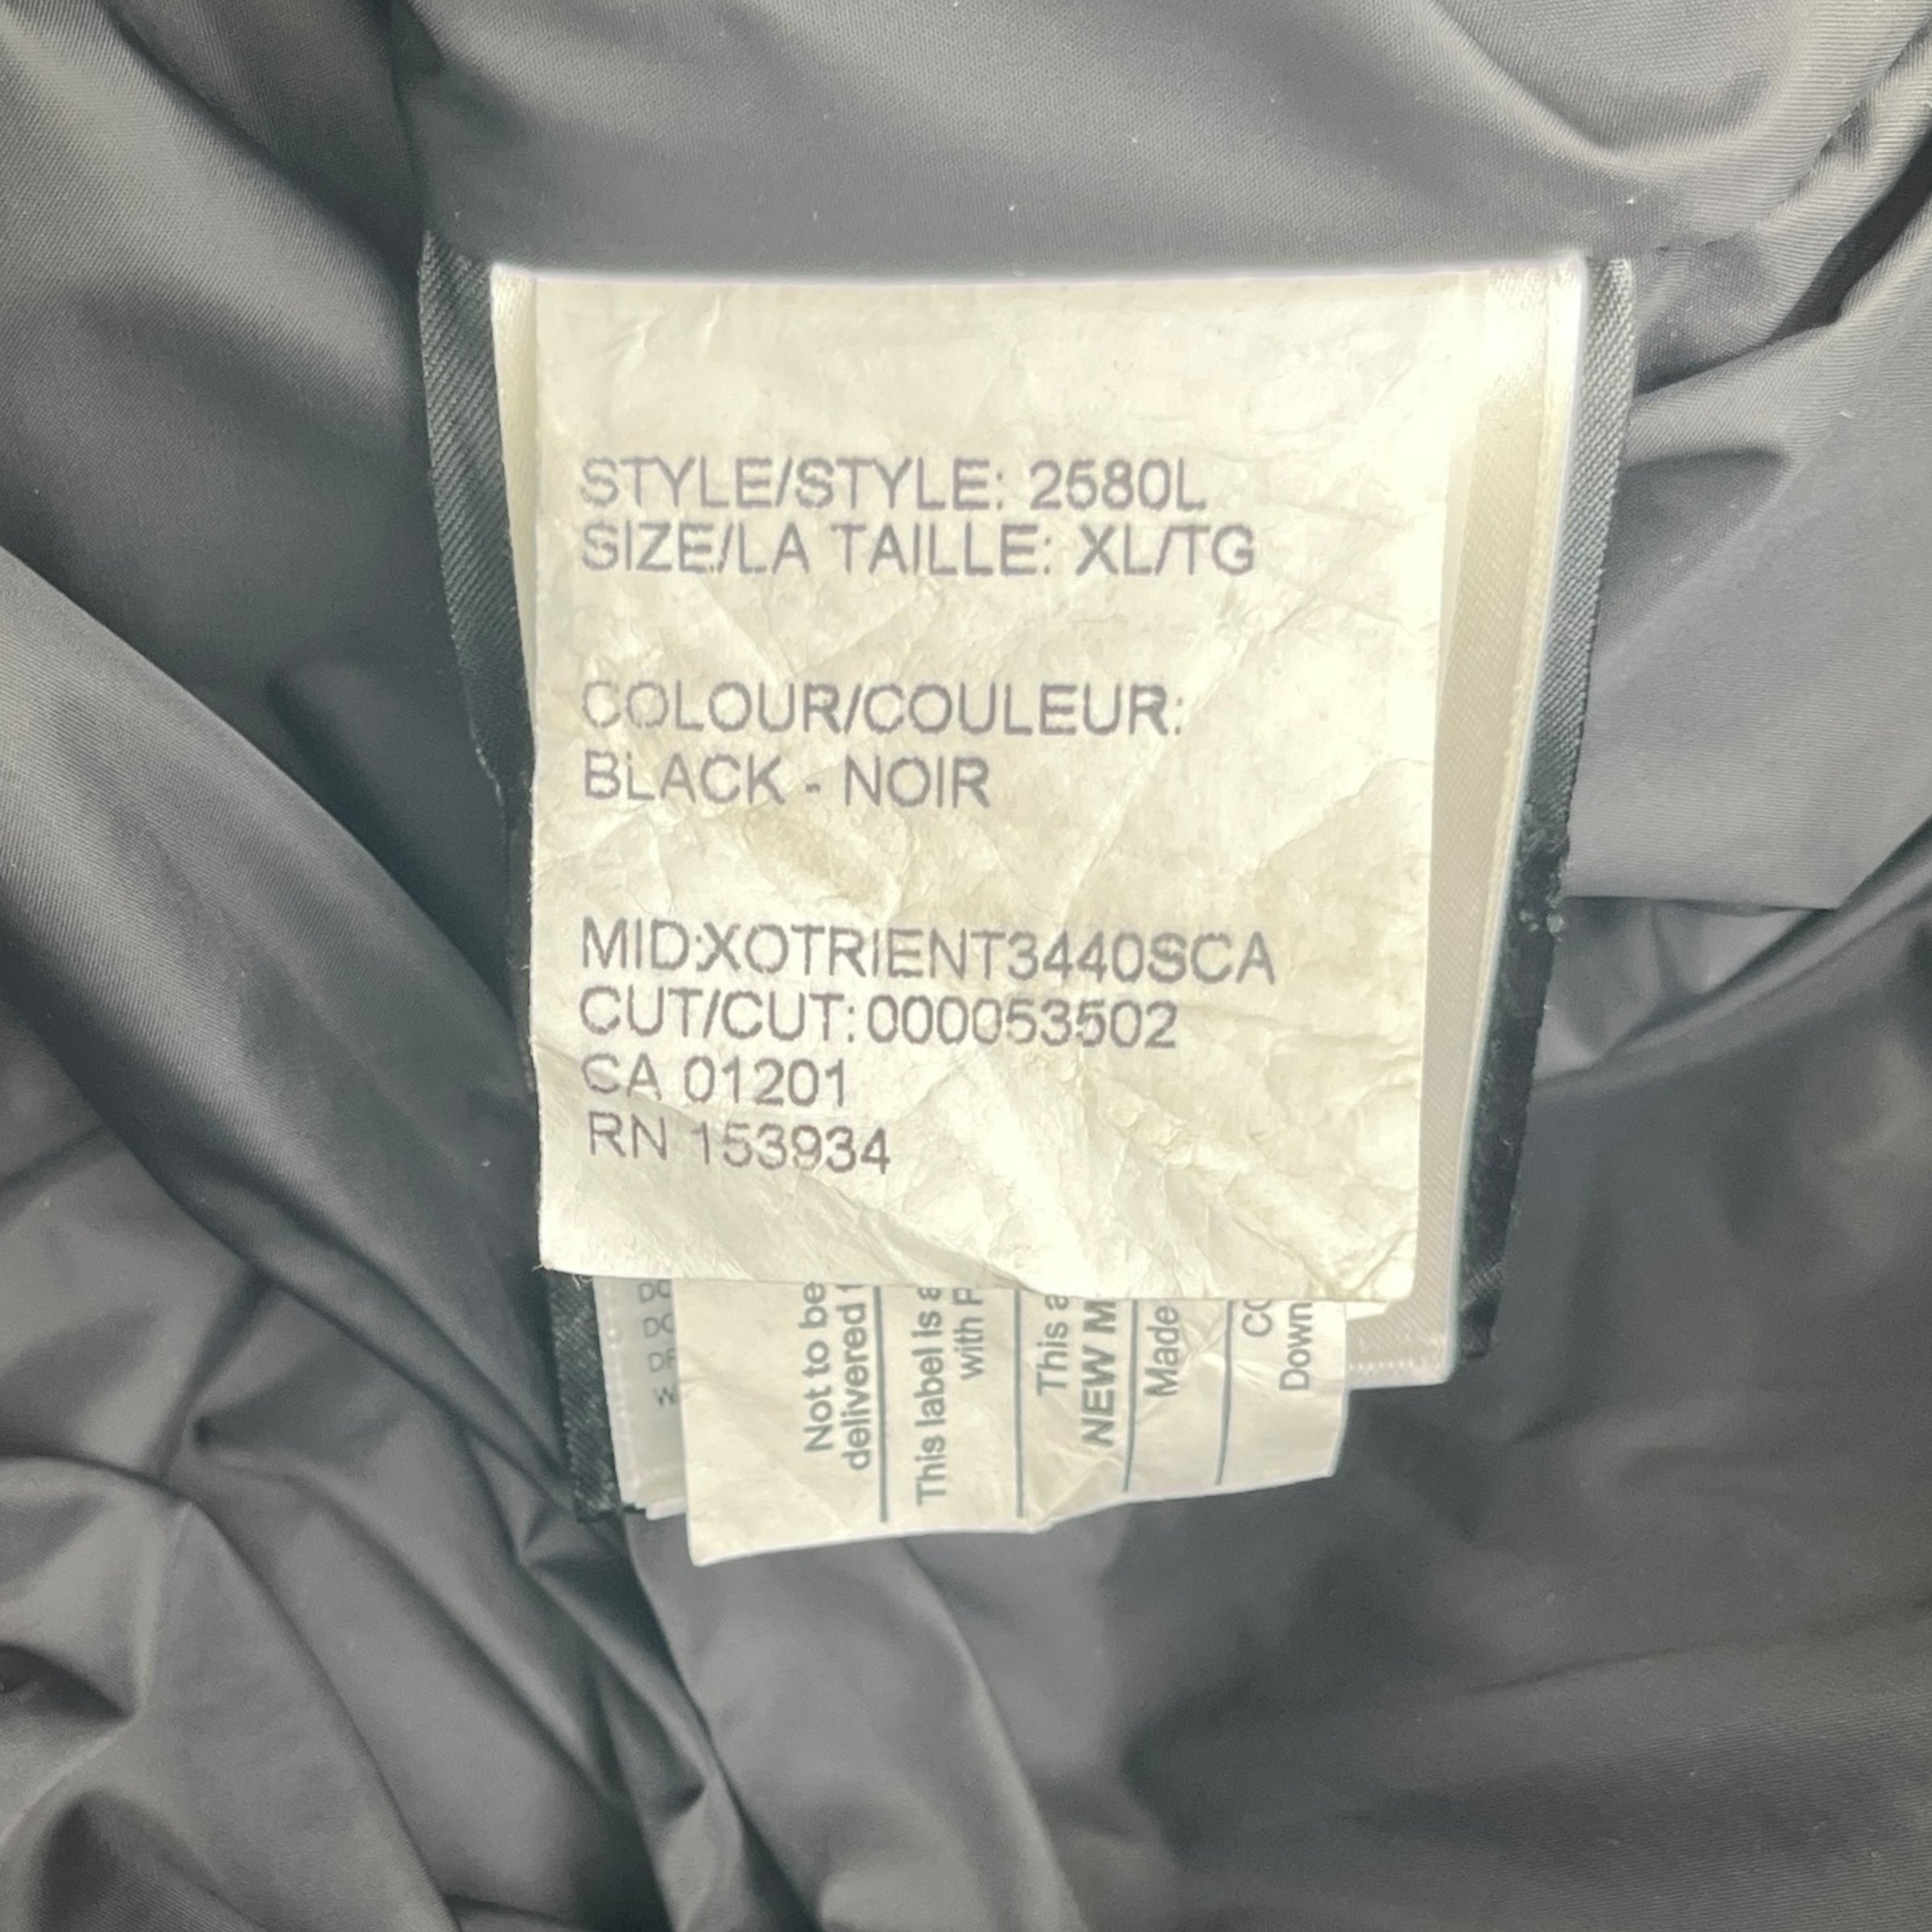 STYLE/STYLE: 2580L
SIZE/LA TAILLE: XL/TG
COLOUR/COULEUR:
BLACK - NOIR
MID:XOTRIENT3440SCA
CUT/CUT:000053502
CA 01201
RN 153934
Not to be
delivered
This label is
with
This
NEW
Made
Down